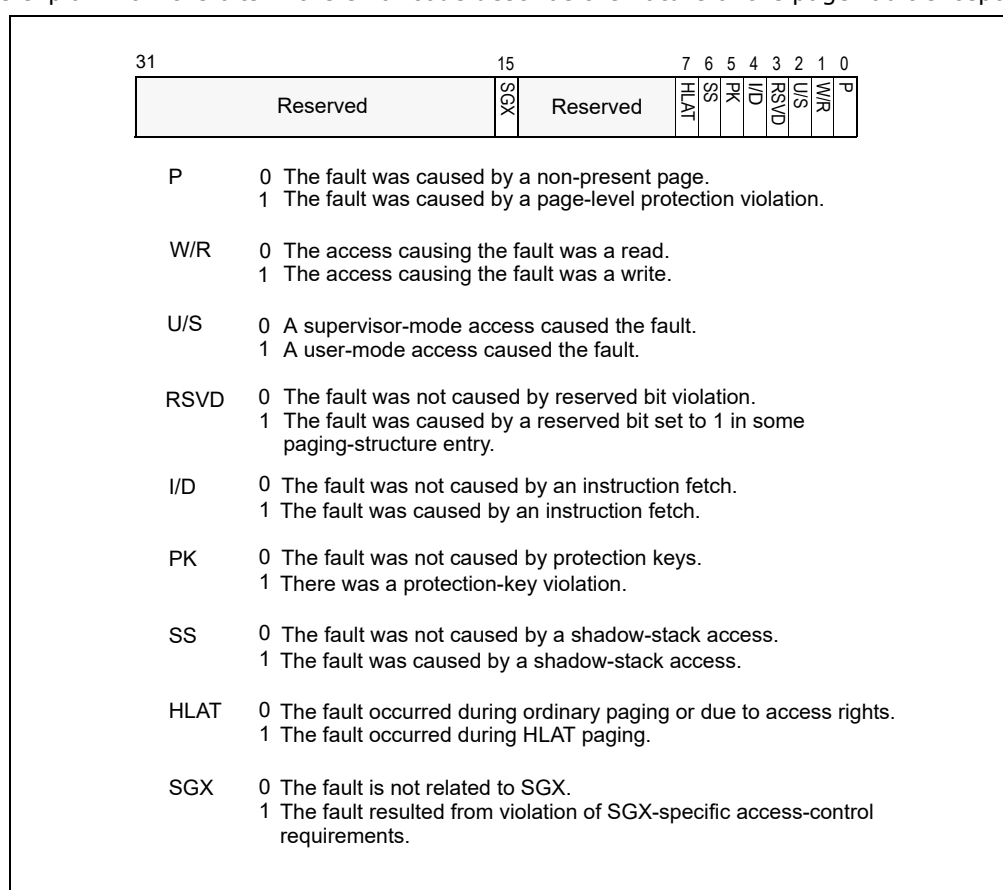 31 15 7 6 5 4 3 2 1 0
Reserved SGX Reserved HLAT SS PK I/D RSVD U/S W/R P
P 0 The fault was caused by a non-present page.
1 The fault was caused by a page-level protection violation.
W/R 0 The access causing the fault was a read.
1 The access causing the fault was a write.
U/S 0 A supervisor-mode access caused the fault.
1 A user-mode access caused the fault.
RSVD 0 The fault was not caused by reserved bit violation.
1 The fault was caused by a reserved bit set to 1 in some
paging-structure entry.
I/D 0 The fault was not caused by an instruction fetch.
1 The fault was caused by an instruction fetch.
PK 0 The fault was not caused by protection keys.
1 There was a protection-key violation.
SS 0 The fault was not caused by a shadow-stack access.
1 The fault was caused by a shadow-stack access.
HLAT 0 The fault occurred during ordinary paging or due to access rights.
1 The fault occurred during HLAT paging.
SGX 0 The fault is not related to SGX.
1 The fault resulted from violation of SGX-specific access-control
requirements.